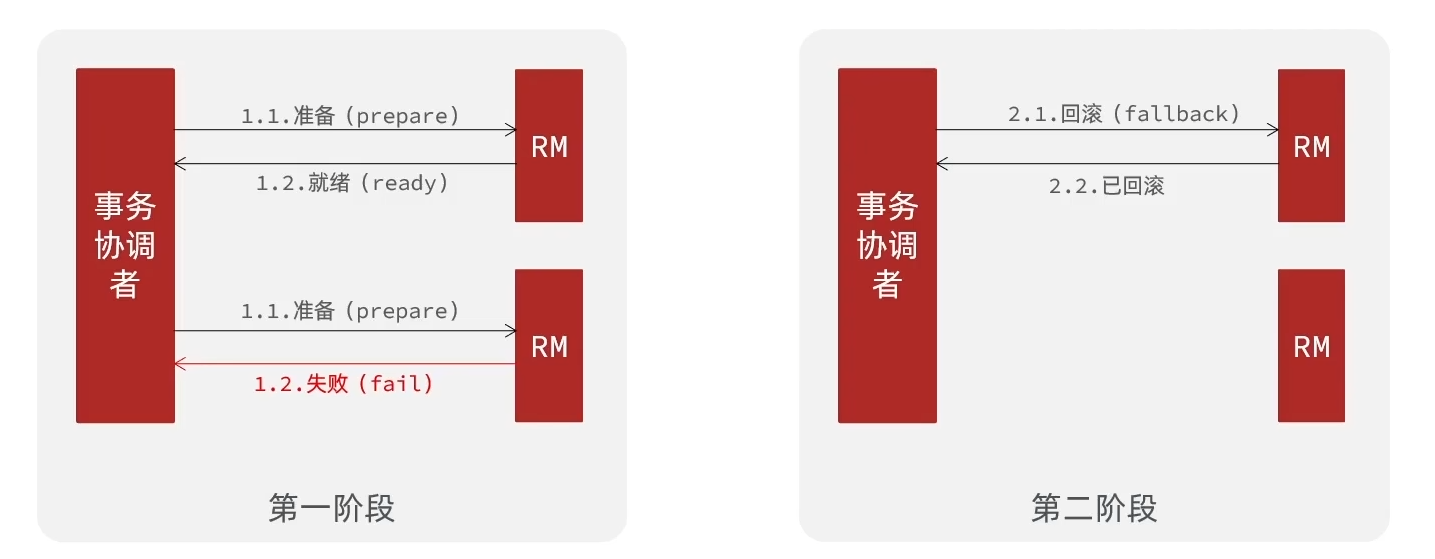 1.1.准备（prepare）
RM
1.2.就绪（ready）
事务
协调
者
1.1.准备（prepare）
RM
1.2.失败（fail）
第一阶段
2.1.回滚（fallback）
RM
2.2.已回滚
事务
协调
者
RM
第二阶段